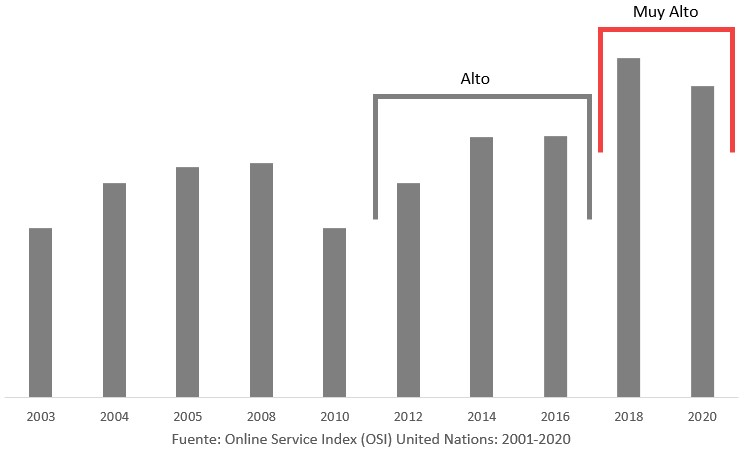 Muy Alto
Alto
2003 2004 2005 2008 2010 2012 2014 2016 2018 2020
Fuente: Online Service Index (OSI) United Nations: 2001-2020